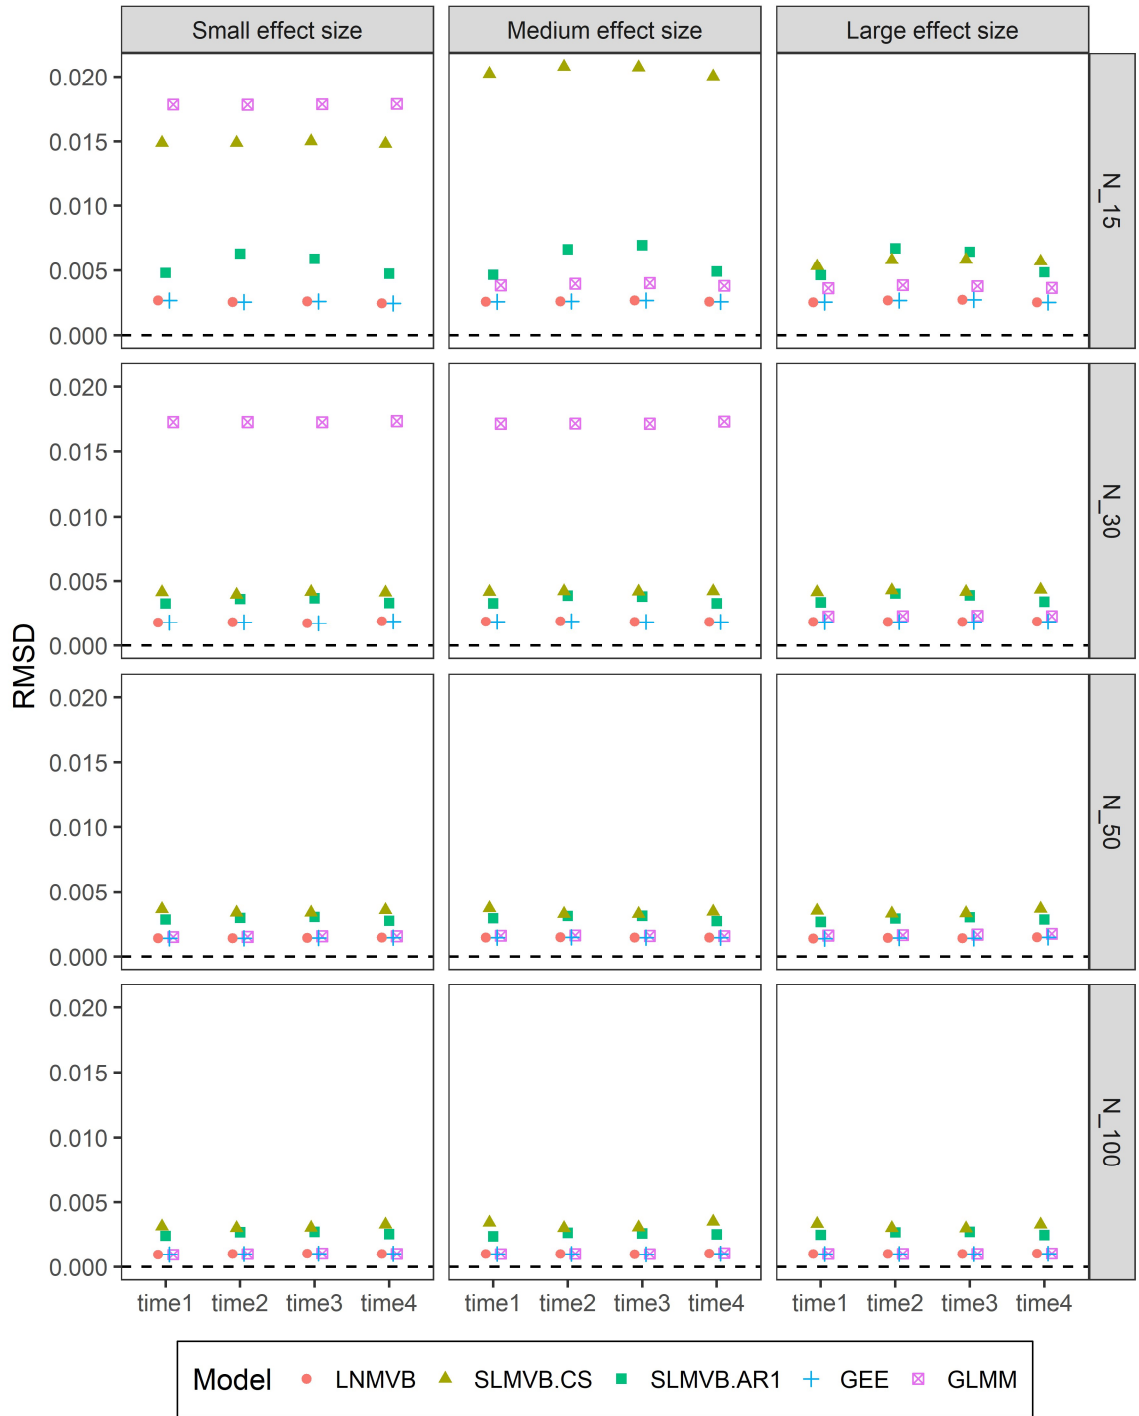 Small effect size
Medium effect size
Large effect size
0.020
0.015
0.010
0.005
0.000
N_15
0.020
0.015
0.010
0.005
0.000
N_30
RMSD
0.020
0.015
0.010
0.005
0.000
N_50
0.020
0.015
0.010
0.005
0.000
N_100
time1 time2 time3 time4
time1 time2 time3 time4
time1 time2 time3 time4
Model LNMVB SLMVB.CS SLMVB.AR1 GEE GLMM